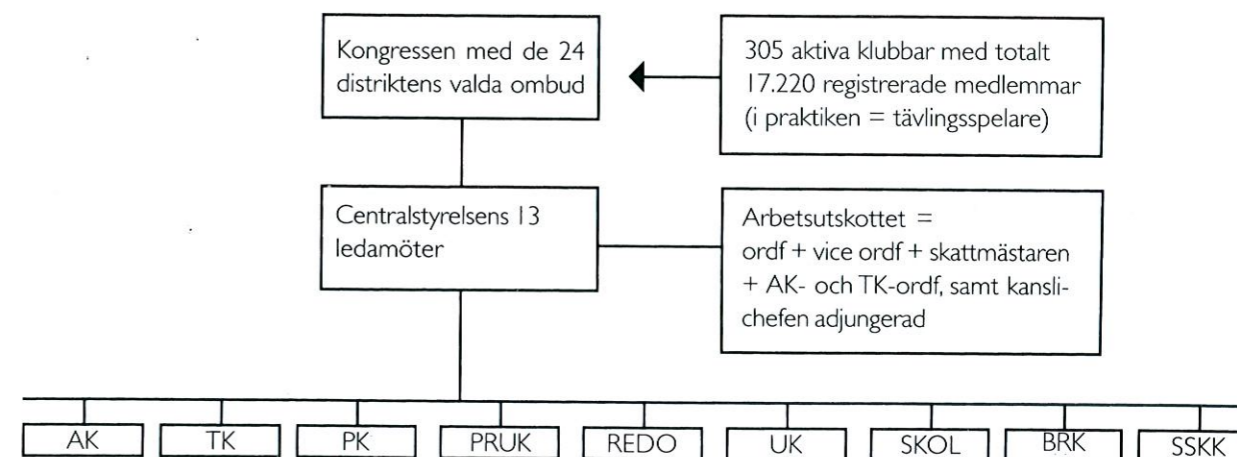 Kongressen med de 24
distriktens valda ombud
305 aktiva klubbar med totalt
17.220 registrerade medlemmar
(i praktiken = tävlingsspelare)
Centralstyrelsens 13
ledamöter
Arbetsutskottet =
ordf + vice ordf + skattmästaren
+ AK- och TK-ordf, samt kansli-
chefen adjungerad
AK TK PK PRUK REDO UK SKOL BRK SSKK